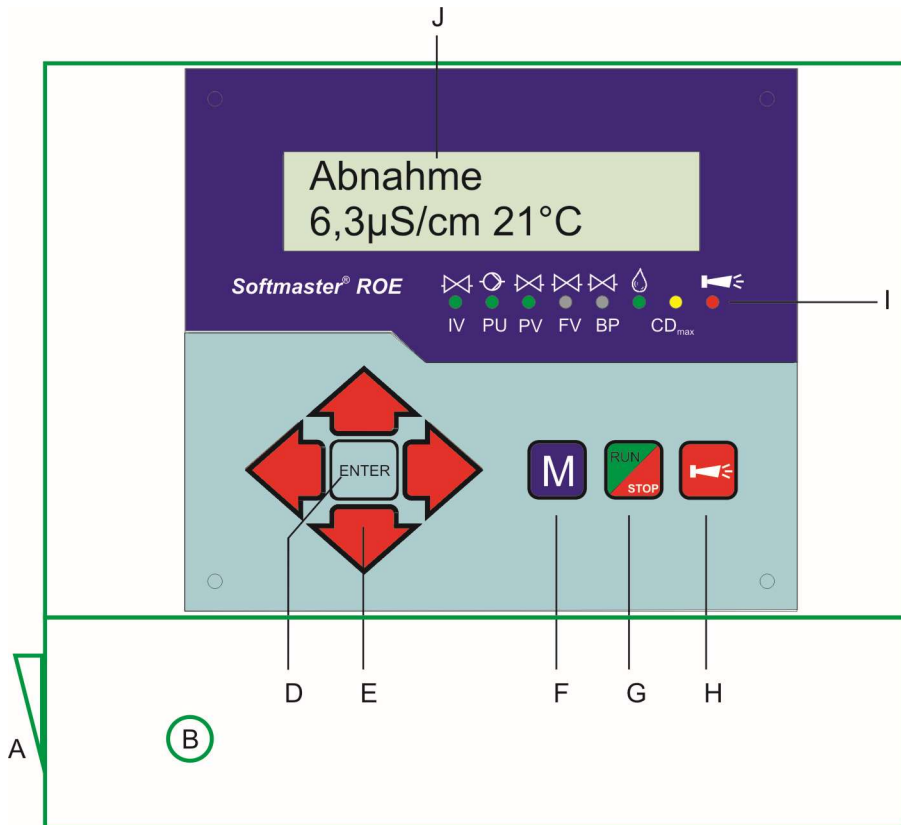 J
Abnahme
6,3µS/cm 21°C
Softmaster® ROE
IV PU PV FV BP CDmax
I
ENTER
M
RUN
STOP
D E F G H
A
B